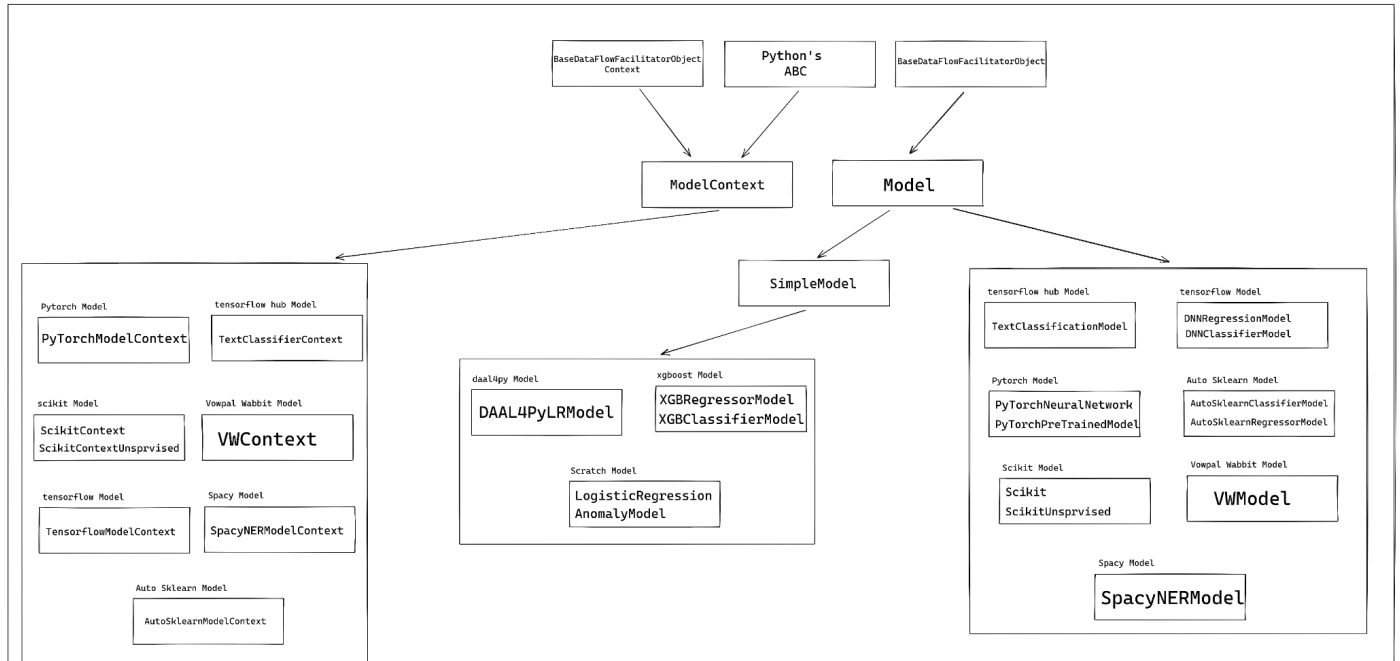 BaseDataFlowFacilitatorObject
Context
Python's
ABC
BaseDataFlowFacilitatorObject
ModelContext
Model
SimpleModel
Pytorch Model
PyTorchModelContext
tensorflow hub Model
TextClassifierContext
scikit Model
ScikitContext
ScikitContextUnsprvised
Vowpal Wabbit Model
VWContext
tensorflow Model
TensorflowModelContext
Spacy Model
SpacyNERModelContext
Auto Sklearn Model
AutoSklearnModelContext
daal4py Model
DAAL4PyLRModel
xgboost Model
XGBRegressorModel
XGBClassifierModel
Scratch Model
LogisticRegression
AnomalyModel
tensorflow hub Model
TextClassificationModel
tensorflow Model
DNNRegressionModel
DNNClassifierModel
Pytorch Model
PyTorchNeuralNetwork
PyTorchPreTrainedModel
Auto Sklearn Model
AutoSklearnClassifierModel
AutoSklearnRegressorModel
Scikit Model
Scikit
ScikitUnsprvised
Vowpal Wabbit Model
VWModel
Spacy Model
SpacyNERModel